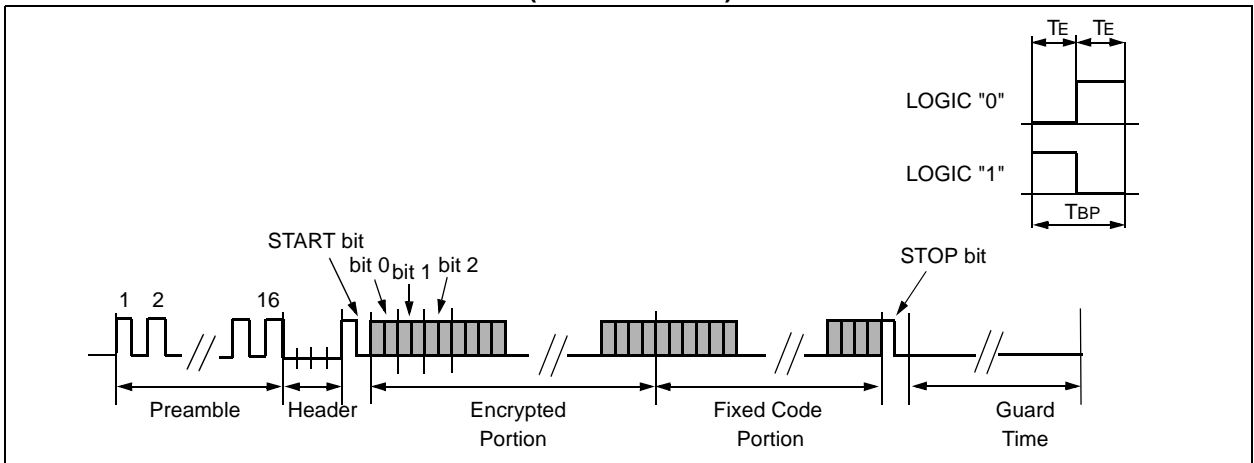 TE TE
LOGIC "0"
LOGIC "1"
TBP
START bit
bit 0 bit 1 bit 2
STOP bit
1 2 16
Preamble Header Encrypted Portion Fixed Code Portion Guard Time